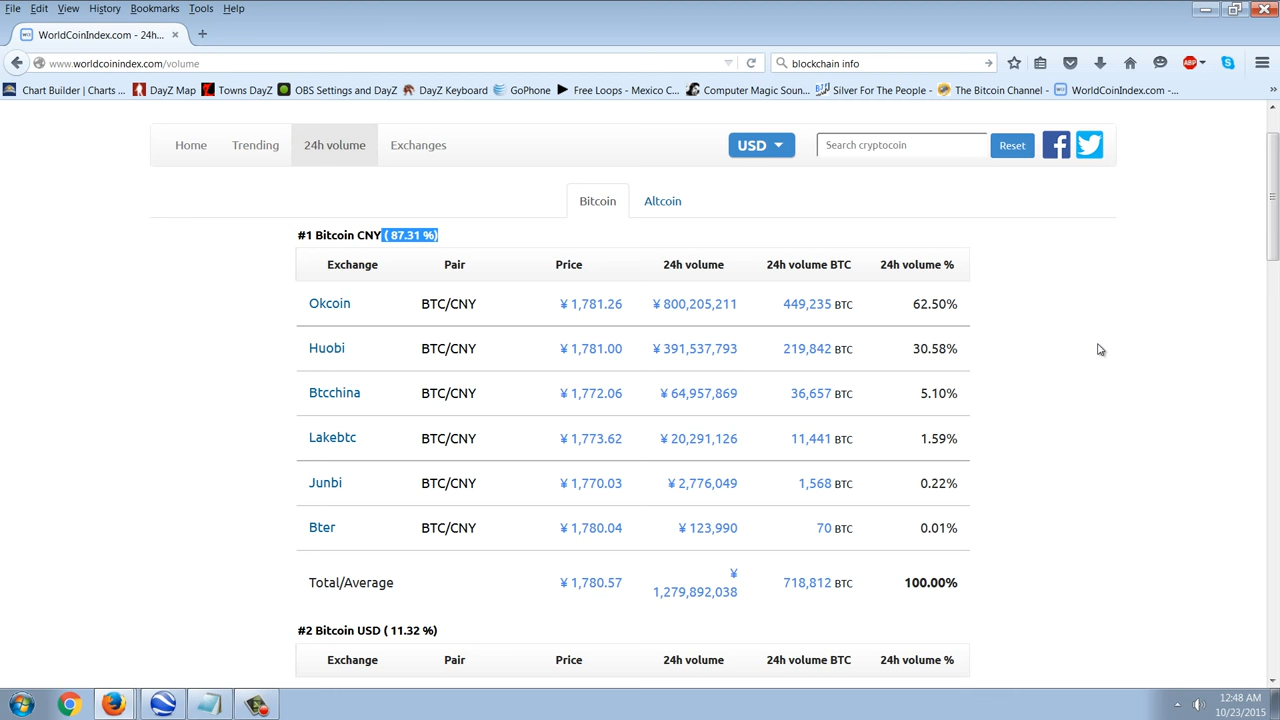 File Edit View History Bookmarks Tools Help
WorldCoinIndex.com - 24h...
www.worldcoinindex.com/volume
blockchain info
ABP
Chart Builder | Charts ... DayZ Map Towns DayZ OBS Settings and DayZ DayZ Keyboard GoPhone Free Loops - Mexico C... Computer Magic Soun... Silver For The People - The Bitcoin Channel - WorldCoinIndex.com -...
Home Trending 24h volume Exchanges USD Search cryptocoin Reset
Bitcoin Altcoin
#1 Bitcoin CNY ( 87.31 %)
Exchange Pair Price 24h volume 24h volume BTC 24h volume %
Okcoin BTC/CNY ¥ 1,781.26 ¥ 800,205,211 449,235 BTC 62.50%
Huobi BTC/CNY ¥ 1,781.00 ¥ 391,537,793 219,842 BTC 30.58%
Btcchina BTC/CNY ¥ 1,772.06 ¥ 64,957,869 36,657 BTC 5.10%
Lakebtc BTC/CNY ¥ 1,773.62 ¥ 20,291,126 11,441 BTC 1.59%
Junbi BTC/CNY ¥ 1,770.03 ¥ 2,776,049 1,568 BTC 0.22%
Bter BTC/CNY ¥ 1,780.04 ¥ 123,990 70 BTC 0.01%
Total/Average ¥ 1,780.57 ¥ 1,279,892,038 718,812 BTC 100.00%
#2 Bitcoin USD ( 11.32 %)
Exchange Pair Price 24h volume 24h volume BTC 24h volume %
12:48 AM
10/23/2015